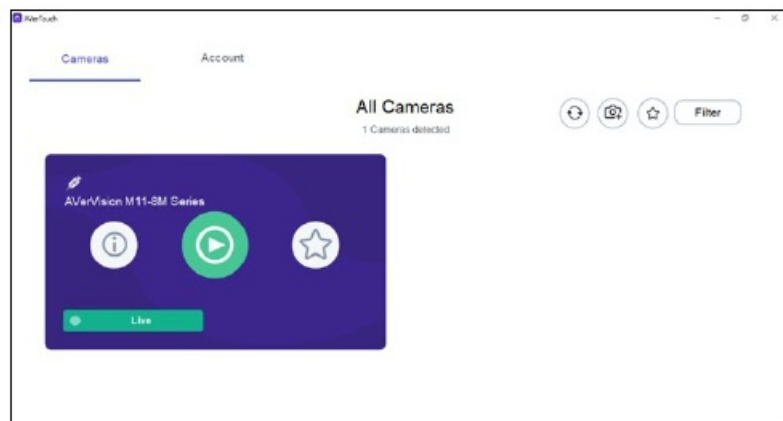 AVerTouch
Cameras
Account
All Cameras
1 Cameras detected
Filter
AVerVision M11-8M Series
Live